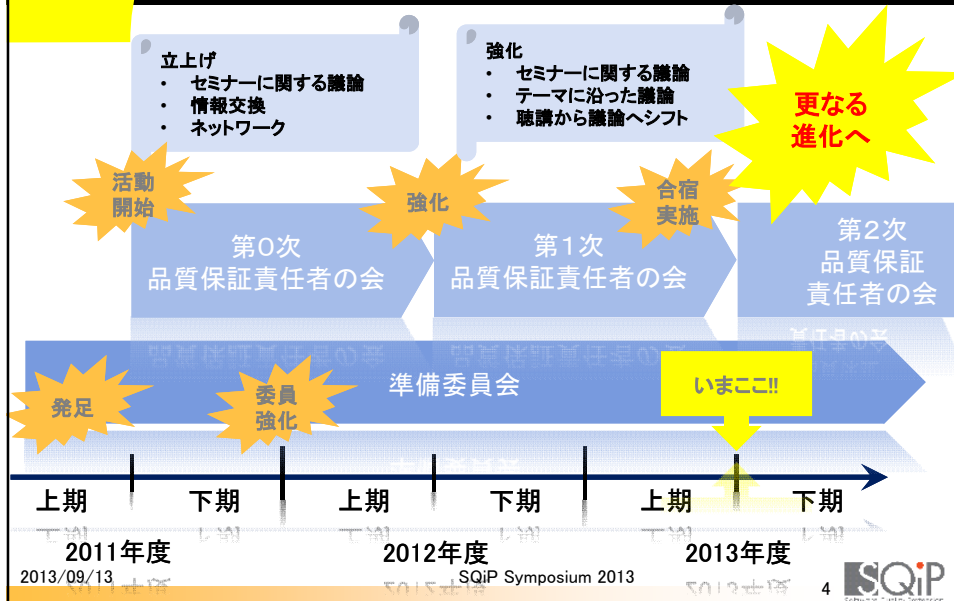 立上げ
・ セミナーに関する議論
・ 情報交換
・ ネットワーク
強化
・ セミナーに関する議論
・ テーマに沿った議論
・ 聴講から議論へシフト
更なる
進化へ
活動
開始
強化
合宿
実施
第0次
品質保証責任者の会
第1次
品質保証責任者の会
第2次
品質保証
責任者の会
発足
委員
強化
準備委員会
いまここ!!
上期
下期
上期
下期
上期
下期
2011年度
2012年度
2013年度
2013/09/13
SQiP Symposium 2013
4
SQiP